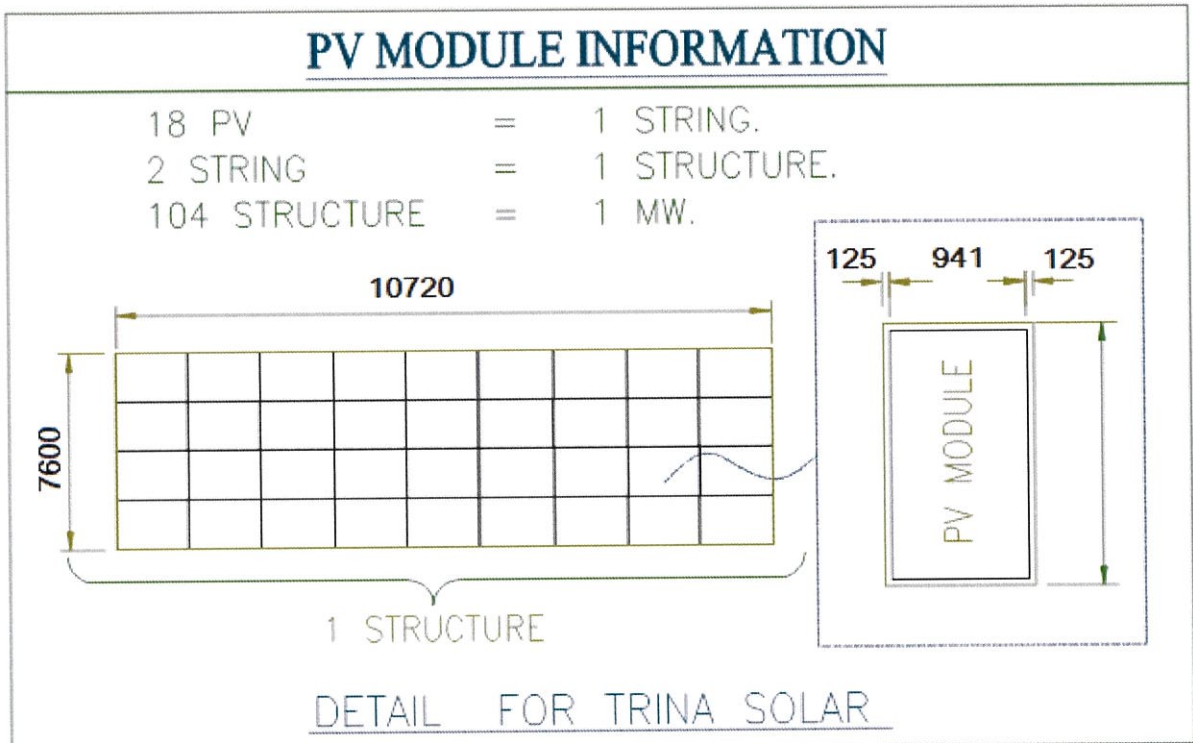 PV MODULE INFORMATION
18 PV = 1 STRING.
2 STRING = 1 STRUCTURE.
104 STRUCTURE = 1 MW.
125 941 125
10720
7600
PV MODULE
1 STRUCTURE
DETAIL FOR TRINA SOLAR